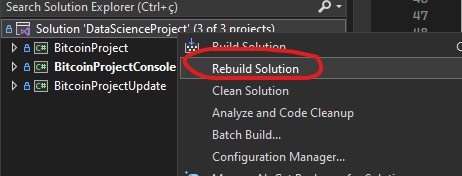 Search Solution Explorer (Ctrl+ç)
Solution 'DataScienceProject' (3 of 3 projects)
C# BitcoinProject
C# BitcoinProjectConsole
C# BitcoinProjectUpdate
Build Solution
Rebuild Solution
Clean Solution
Analyze and Code Cleanup
Batch Build...
Configuration Manager...
47
48